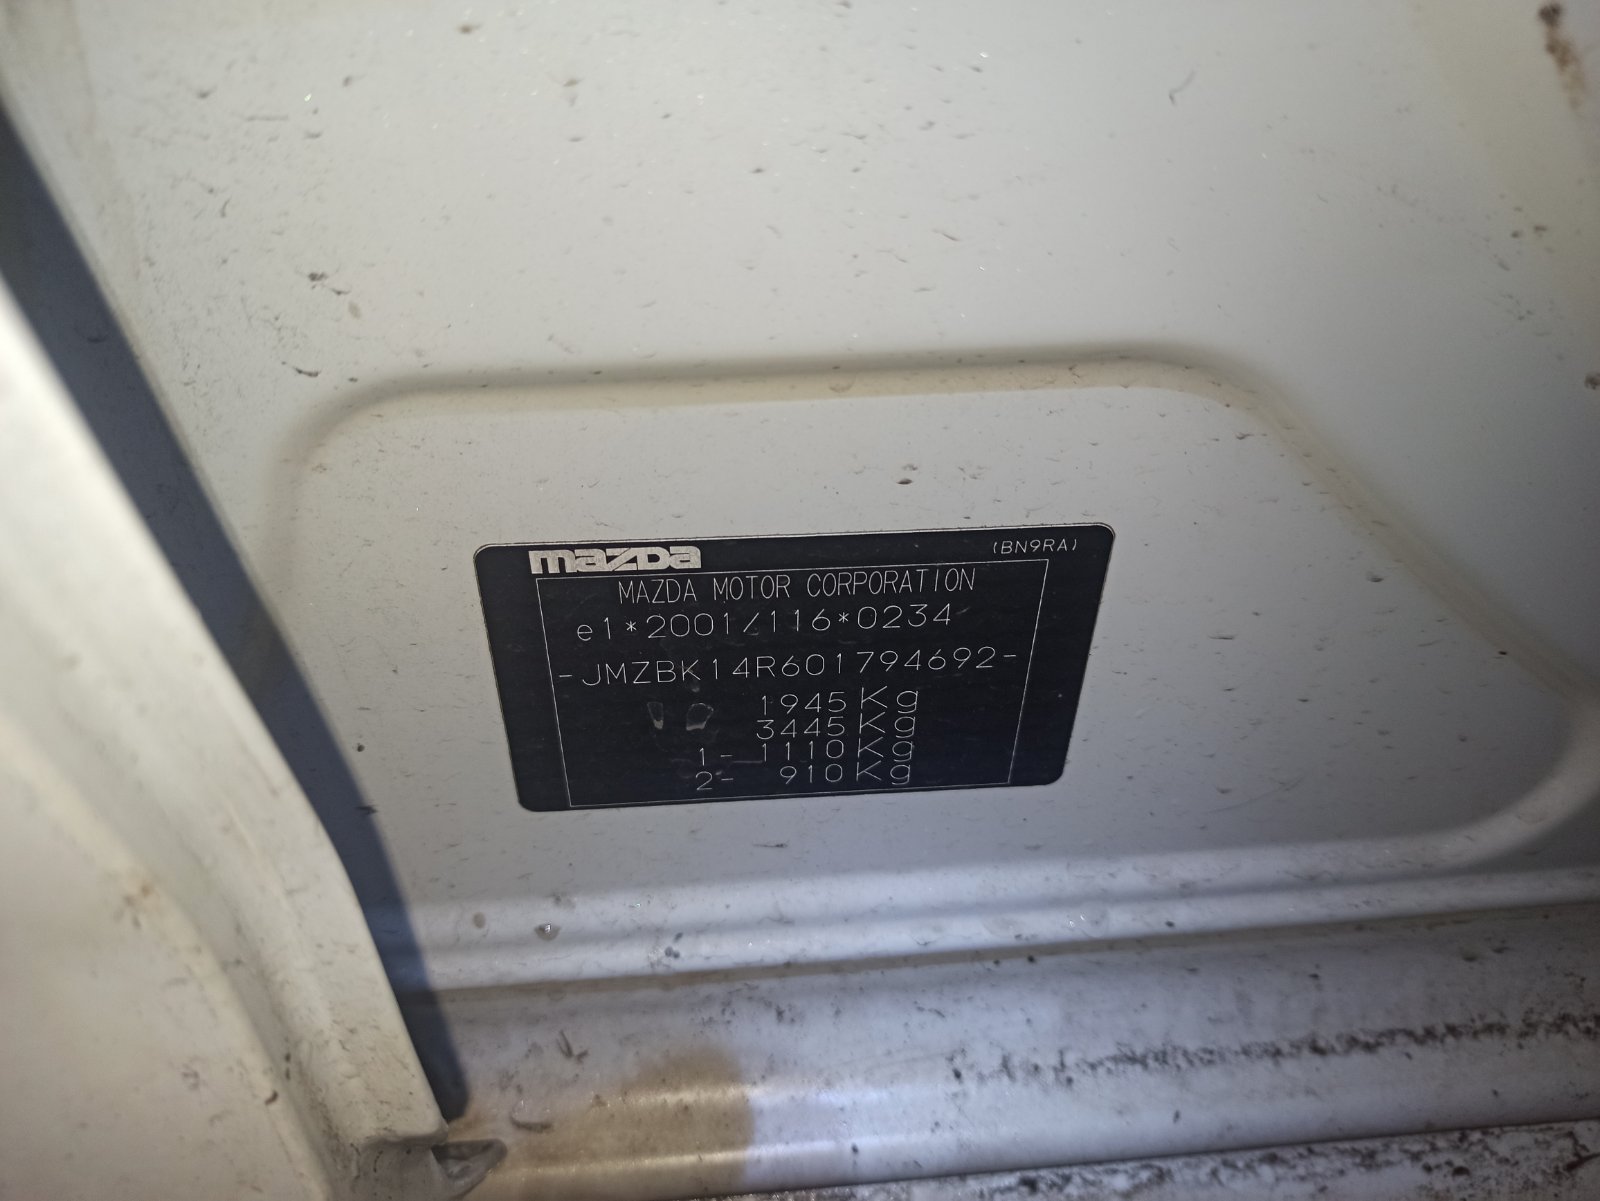 mazda
(BN9RA)
MAZDA MOTOR CORPORATION
e1*2001/116*0234
-JMZBK14R601794692-
1945Kg
3445Kg
1- 1110Kg
2- 910Kg